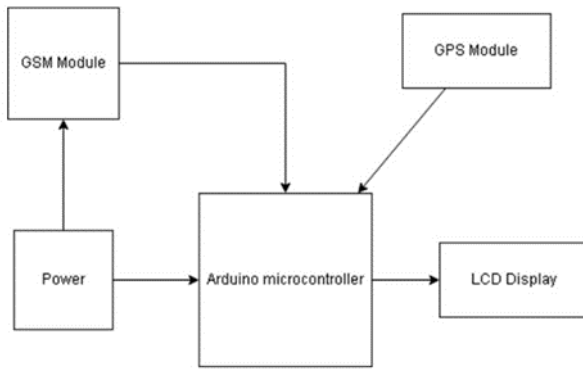 GSM Module
GPS Module
Power
Arduino microcontroller
LCD Display